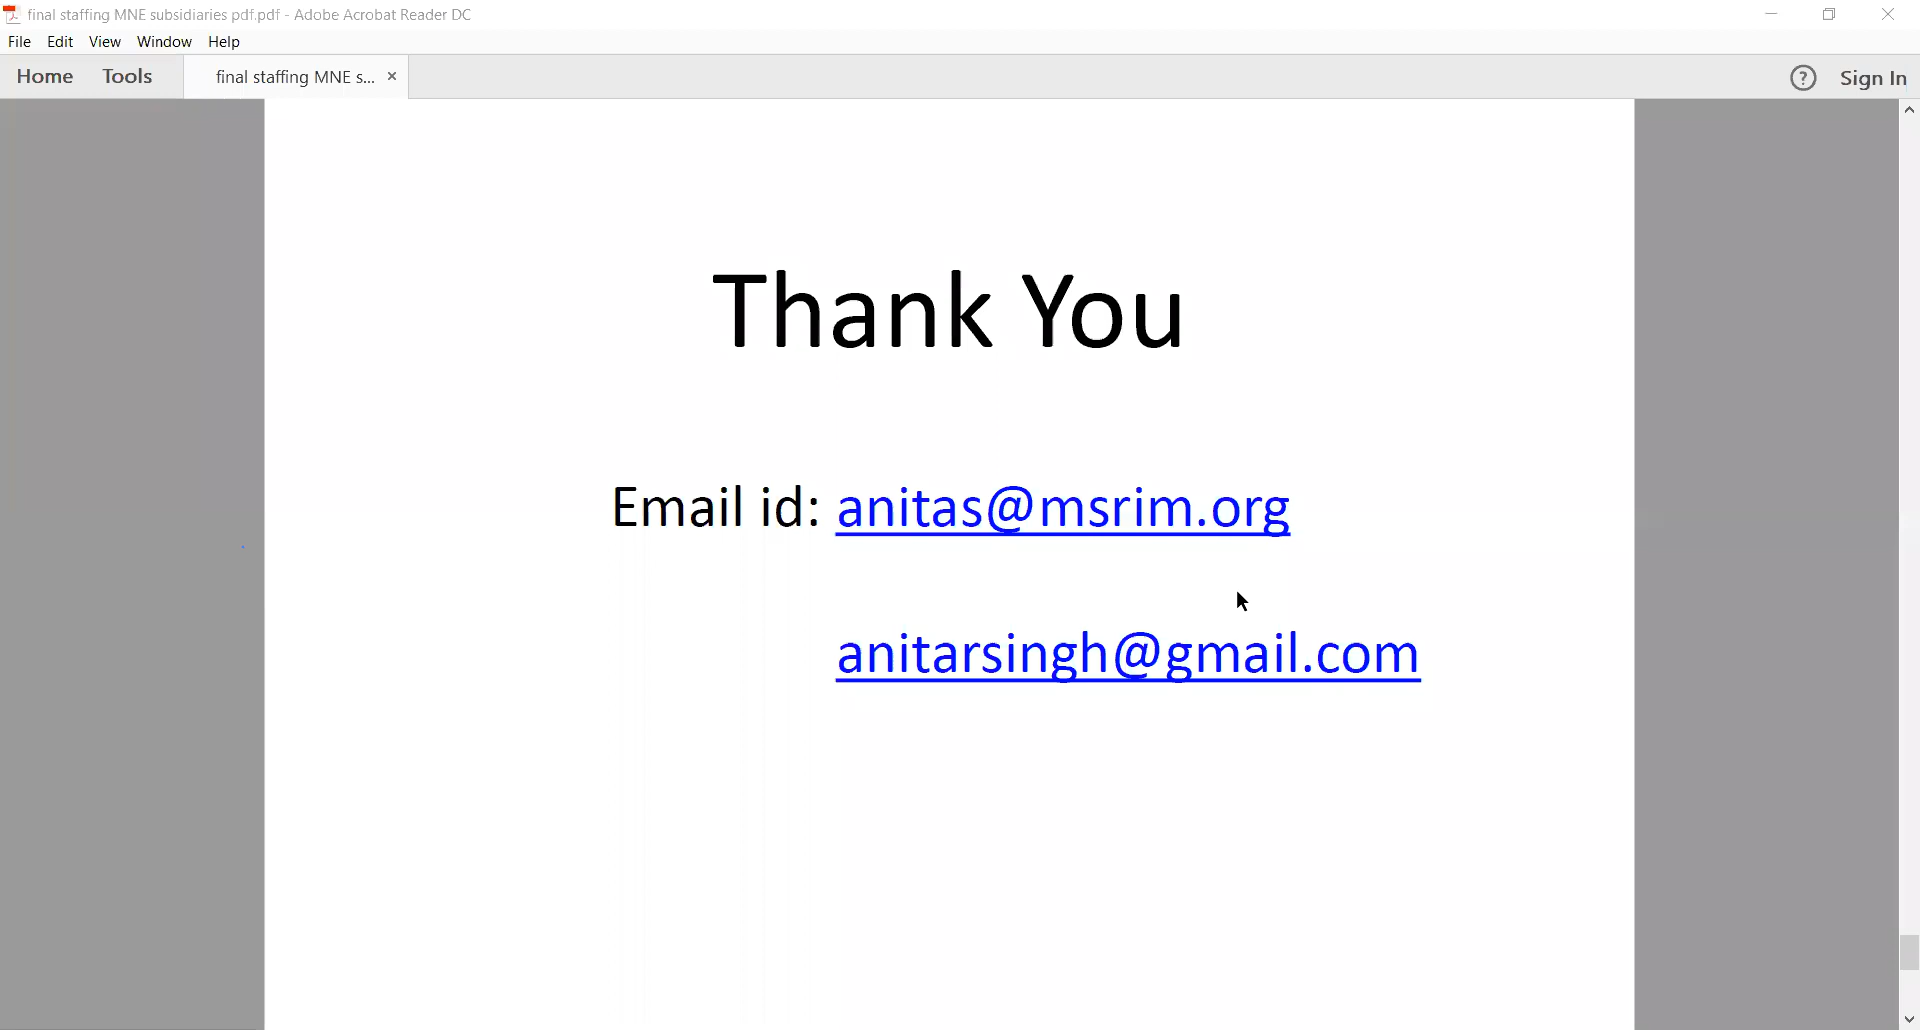 final staffing MNE subsidiaries pdf.pdf - Adobe Acrobat Reader DC
File Edit View Window Help
Home Tools final staffing MNE s... × ? Sign In
Thank You
Email id: anitas@msrim.org
anitarsingh@gmail.com